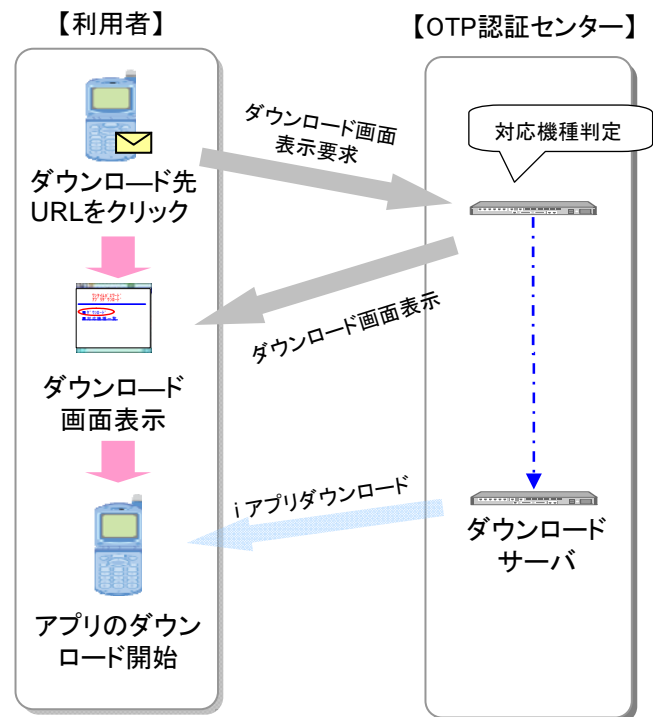 【利用者】
【OTP認証センター】
ダウンロード画面
表示要求
対応機種判定
ダウンロ―ド先
URLをクリック
ダウンロード画面表示
ダウンロ―ド
画面表示
i アプリダウンロード
ダウンロード
サーバ
アプリのダウン
ロード開始